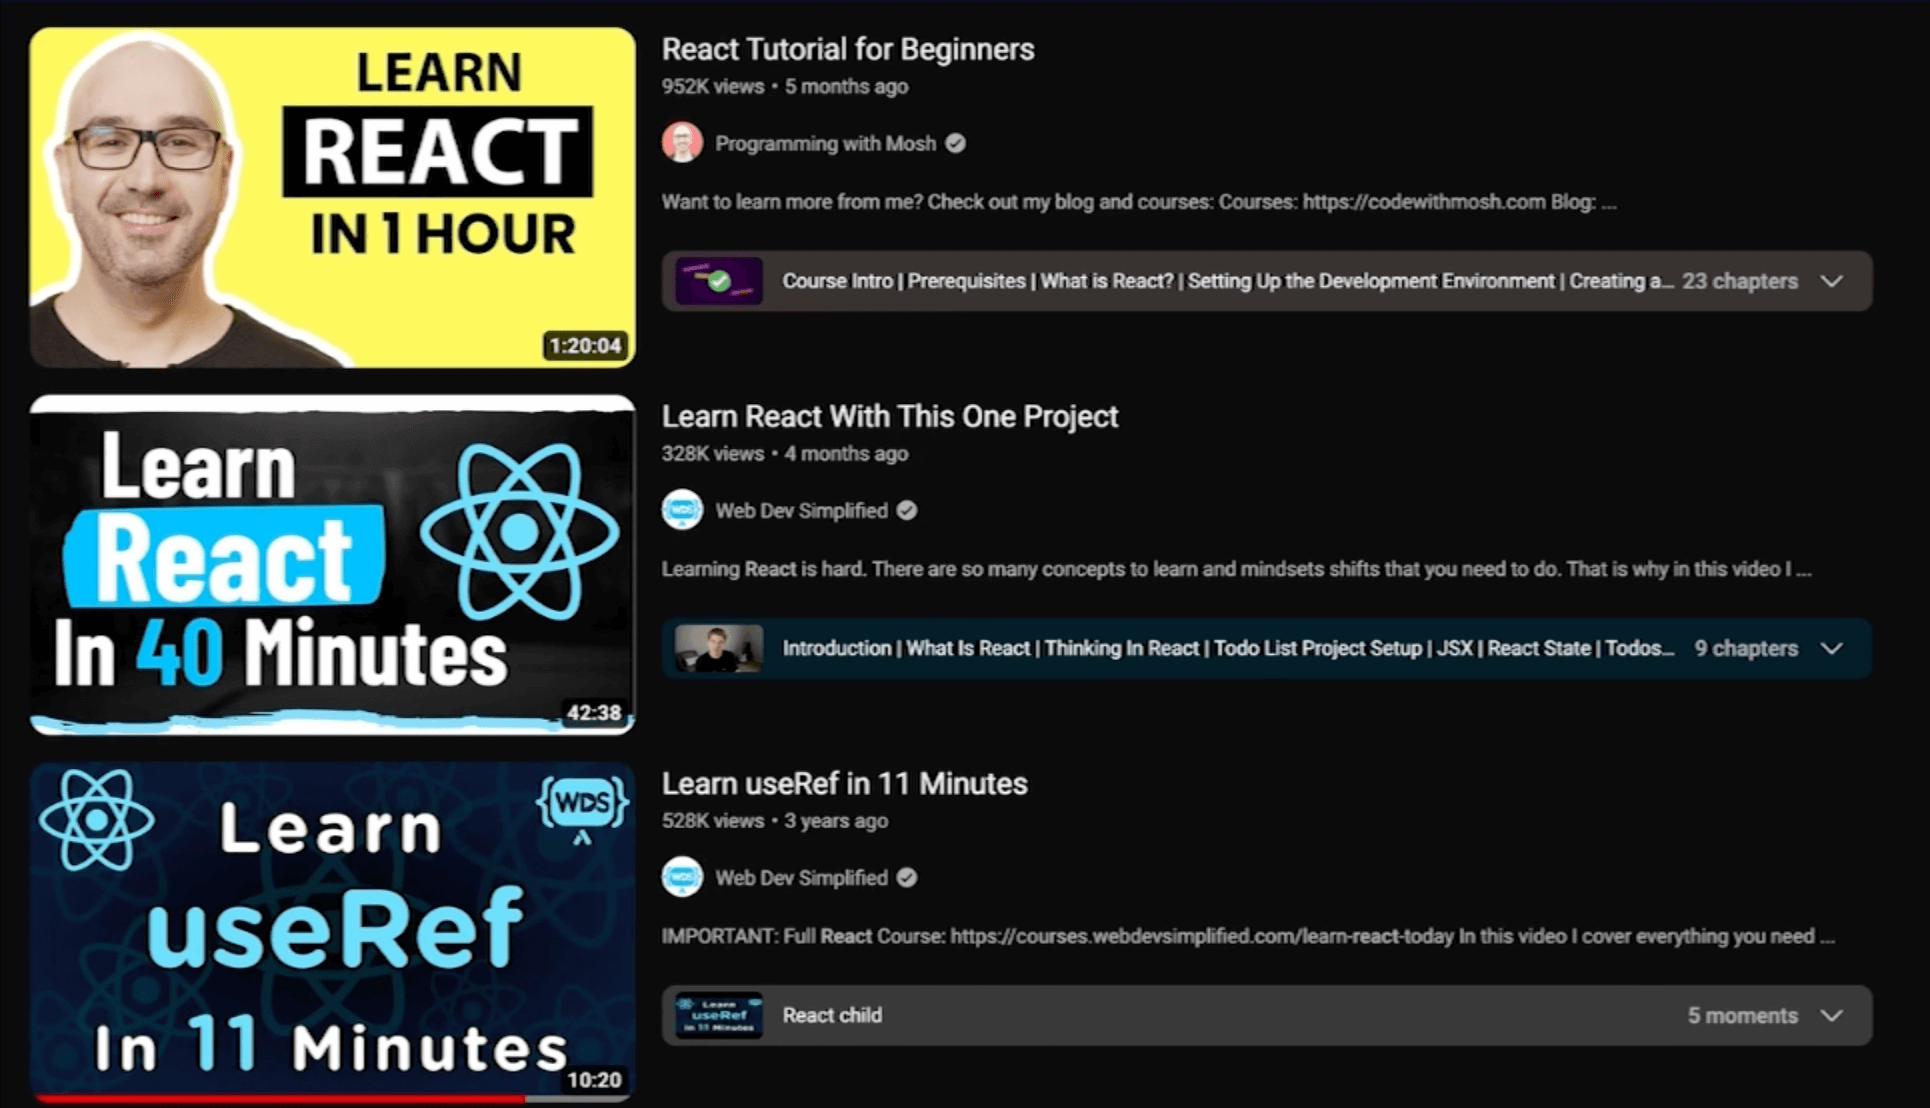 LEARN
REACT
IN 1 HOUR
1:20:04
React Tutorial for Beginners
952K views • 5 months ago
Programming with Mosh
Want to learn more from me? Check out my blog and courses: Courses: https://codewithmosh.com Blog: ...
Course Intro | Prerequisites | What is React? | Setting Up the Development Environment | Creating a... 23 chapters
Learn
React
In 40 Minutes
42:38
Learn React With This One Project
328K views • 4 months ago
WDS
Web Dev Simplified
Learning React is hard. There are so many concepts to learn and mindsets shifts that you need to do. That is why in this video I ...
Introduction | What Is React | Thinking In React | Todo List Project Setup | JSX | React State | Todos... 9 chapters
{WDS}
Learn
useRef
In 11 Minutes
10:20
Learn useRef in 11 Minutes
528K views • 3 years ago
WDS
Web Dev Simplified
IMPORTANT: Full React Course: https://courses.webdevsimplified.com/learn-react-today In this video I cover everything you need ...
Learn
useRef
in 11 Minutes
React child 5 moments